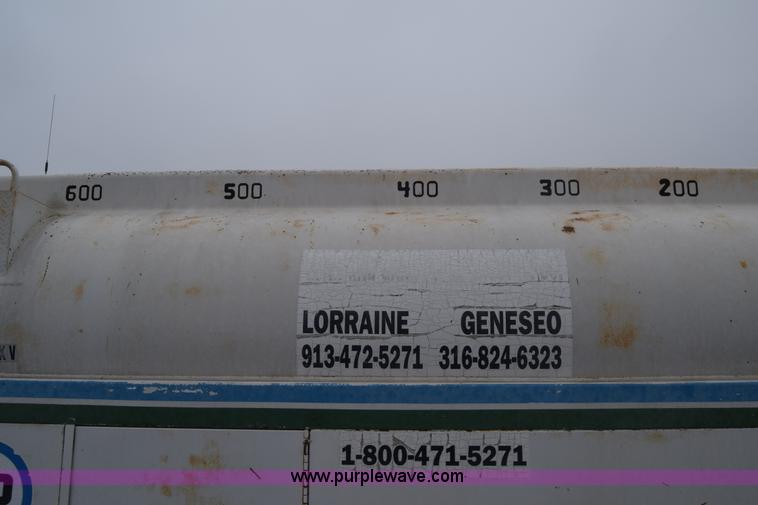 600 500 400 300 200
LORRAINE GENESEO
913-472-5271 316-824-6323
KV
1-800-471-5271
www.purplewave.com